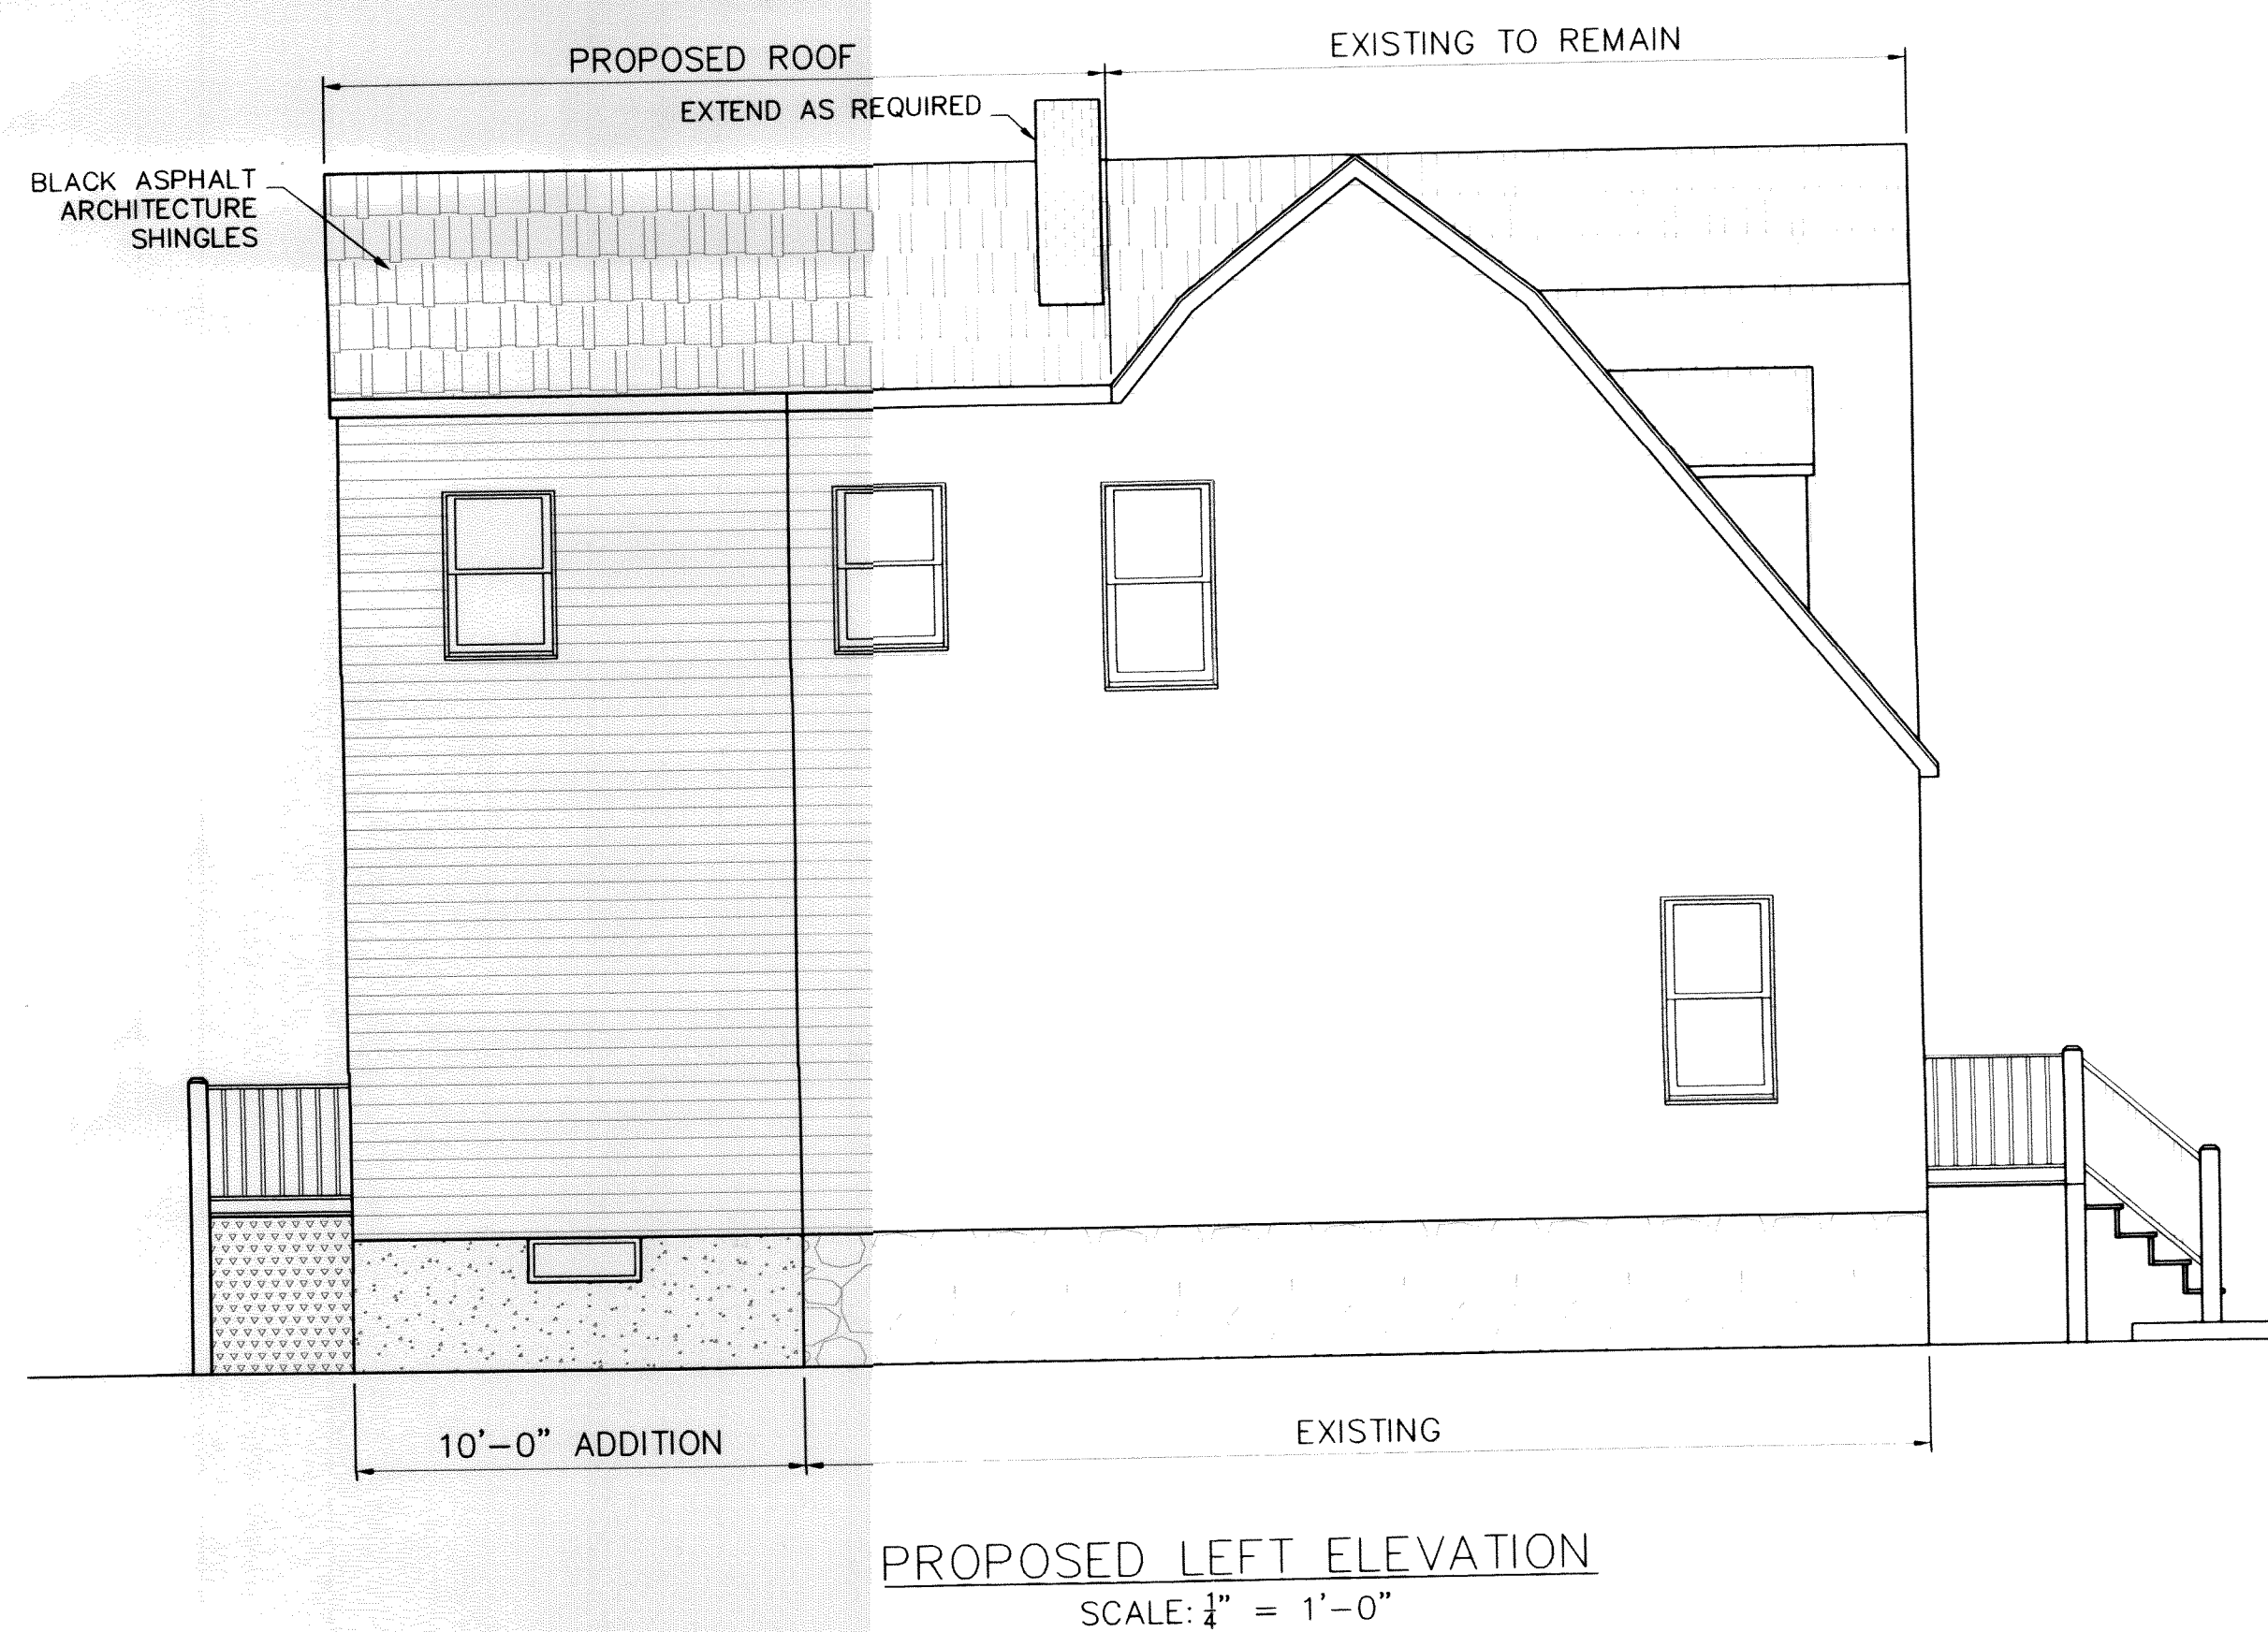 PROPOSED ROOF
EXISTING TO REMAIN
EXTEND AS REQUIRED
BLACK ASPHALT
ARCHITECTURE
SHINGLES
10'-0" ADDITION
EXISTING
PROPOSED LEFT ELEVATION
SCALE: 1/4" = 1'-0"